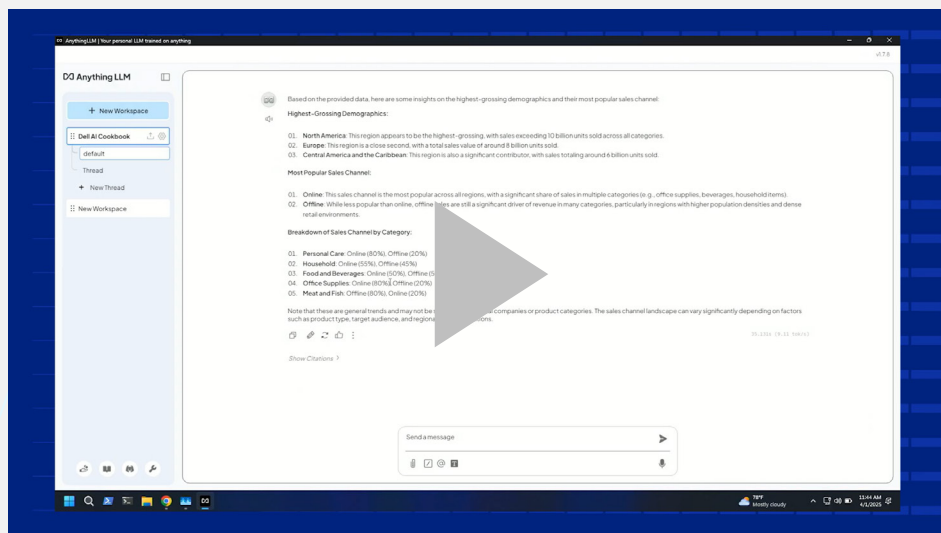 AnythingLLM | Your personal LLM trained on anything
v1.7.8
Anything LLM
+ New Workspace
Dell AI Cookbook
default
Thread
+ New Thread
New Workspace
Based on the provided data, here are some insights on the highest-grossing demographics and their most popular sales channel:
Highest-Grossing Demographics:
01. North America: This region appears to be the highest-grossing, with sales exceeding 10 billion units sold across all categories.
02. Europe: This region is a close second, with a total sales value of around 8 billion units sold.
03. Central America and the Caribbean: This region is also a significant contributor, with sales totaling around 6 billion units sold.
Most Popular Sales Channel:
01. Online: This sales channel is the most popular across all regions, with a significant share of sales in multiple categories (e.g., office supplies, beverages, household items).
02. Offline: While less popular than online, offline sales are still a significant driver of revenue in many categories, particularly in regions with higher population densities and dense
retail environments.
Breakdown of Sales Channel by Category:
01. Personal Care: Online (80%), Offline (20%)
02. Household: Online (55%), Offline (45%)
03. Food and Beverages: Online (50%), Offline
04. Office Supplies: Online (80%), Offline (20%)
05. Meat and Fish: Offline (80%), Online (20%)
Note that these are general trends and may not be companies or product categories. The sales channel landscape can vary significantly depending on factors
such as product type, target audience, and regional
Show Citations >
Send a message
78°F
Mostly cloudy
11:44 AM
4/1/2025